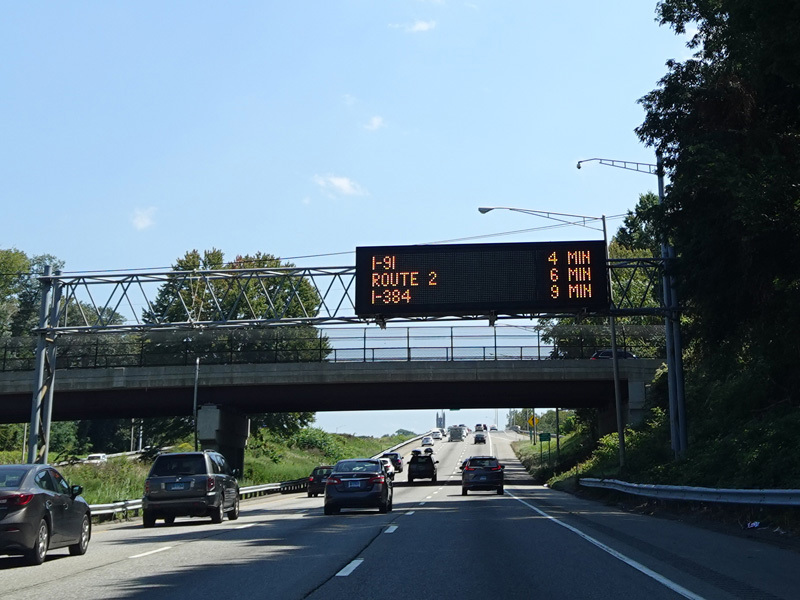 I-91 4 MIN
ROUTE 2 6 MIN
I-384 9 MIN